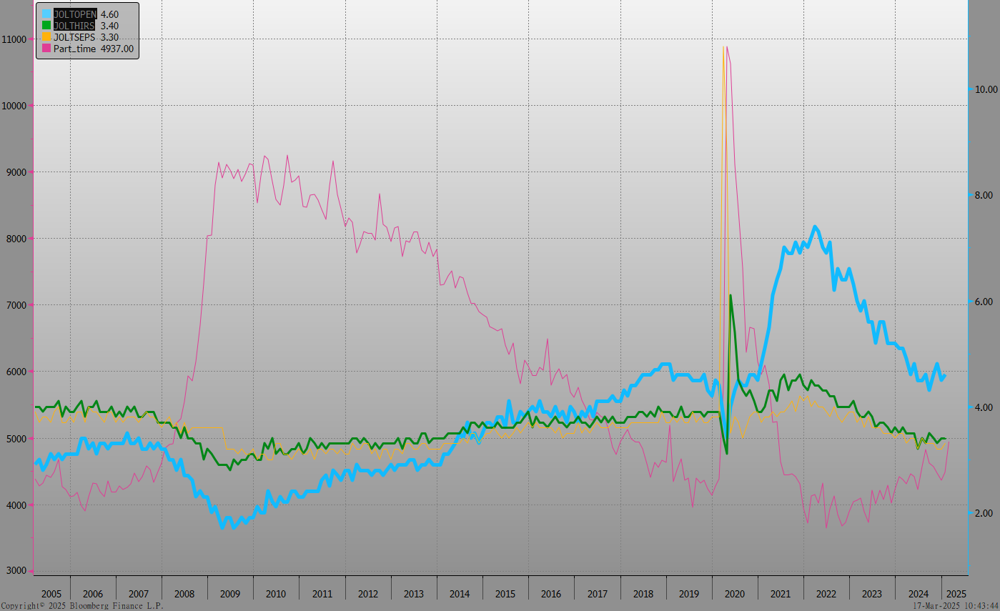 JOLTOPEN 4.60
JOLTHIRS 3.40
JOLTSEPS 3.30
Part_time 4937.00
11000
10000
9000
8000
7000
6000
5000
4000
3000
10.00
8.00
6.00
4.00
2.00
2005 2006 2007 2008 2009 2010 2011 2012 2013 2014 2015 2016 2017 2018 2019 2020 2021 2022 2023 2024 2025
Copyright© 2025 Bloomberg Finance L.P. 17-Mar-2025 10:43:44